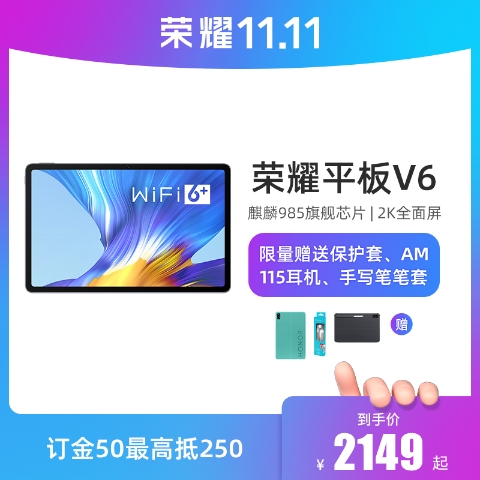 荣耀11.11
WiFi 6+
荣耀平板V6
麒麟985旗舰芯片 | 2K全面屏
限量赠送保护套、AM
115耳机、手写笔笔套
HONOR
赠
到手价
¥ 2149 起
订金50最高抵250